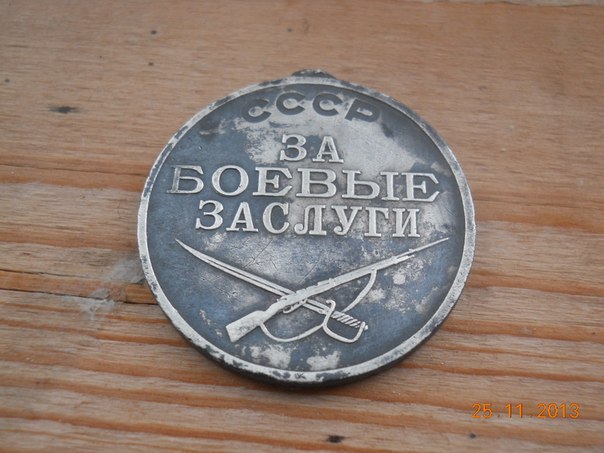 СССР
ЗА
БОЕВЫЕ
ЗАСЛУГИ
25.11.2013